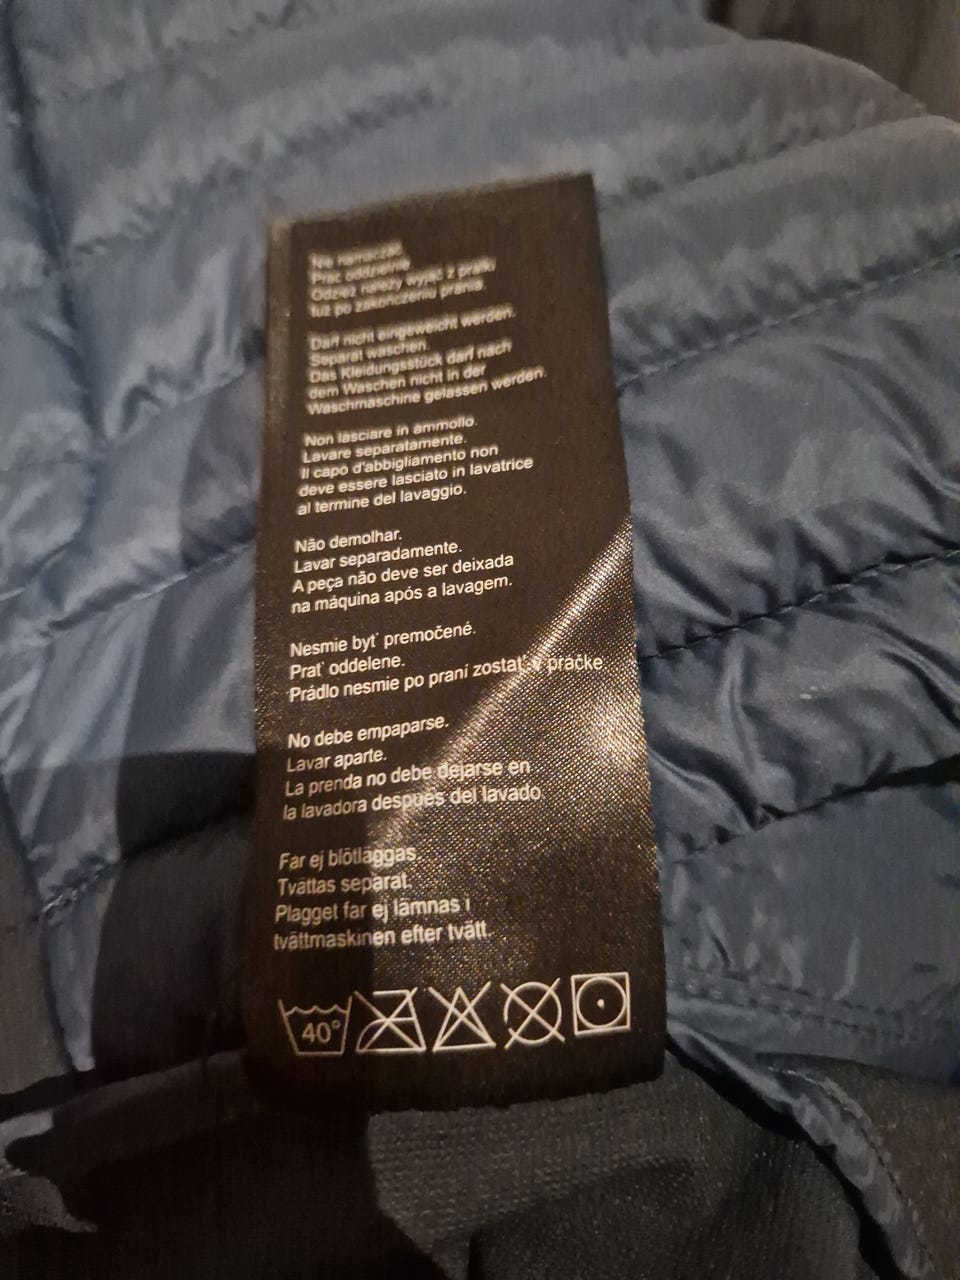 Nie namaczać.
Prać oddzielnie.
Odzież należy wyjąć z pralki
tuż po zakończeniu prania.
Darf nicht eingeweicht werden.
Separat waschen.
Das Kleidungsstück darf nach
dem Waschen nicht in der
Waschmaschine gelassen werden.
Non lasciare in ammollo.
Lavare separatamente.
Il capo d'abbigliamento non
deve essere lasciato in lavatrice
al termine del lavaggio.
Não demolhar.
Lavar separadamente.
A peça não deve ser deixada
na máquina após a lavagem.
Nesmie byt' premočené.
Prat' oddelene.
Prádlo nesmie po praní zostat' v pračke.
No debe empaparse.
Lavar aparte.
La prenda no debe dejarse en
la lavadora después del lavado.
Far ej blötläggas.
Tvättas separat.
Plagget far ej lämnas i
tvättmaskinen efter tvätt.
40°